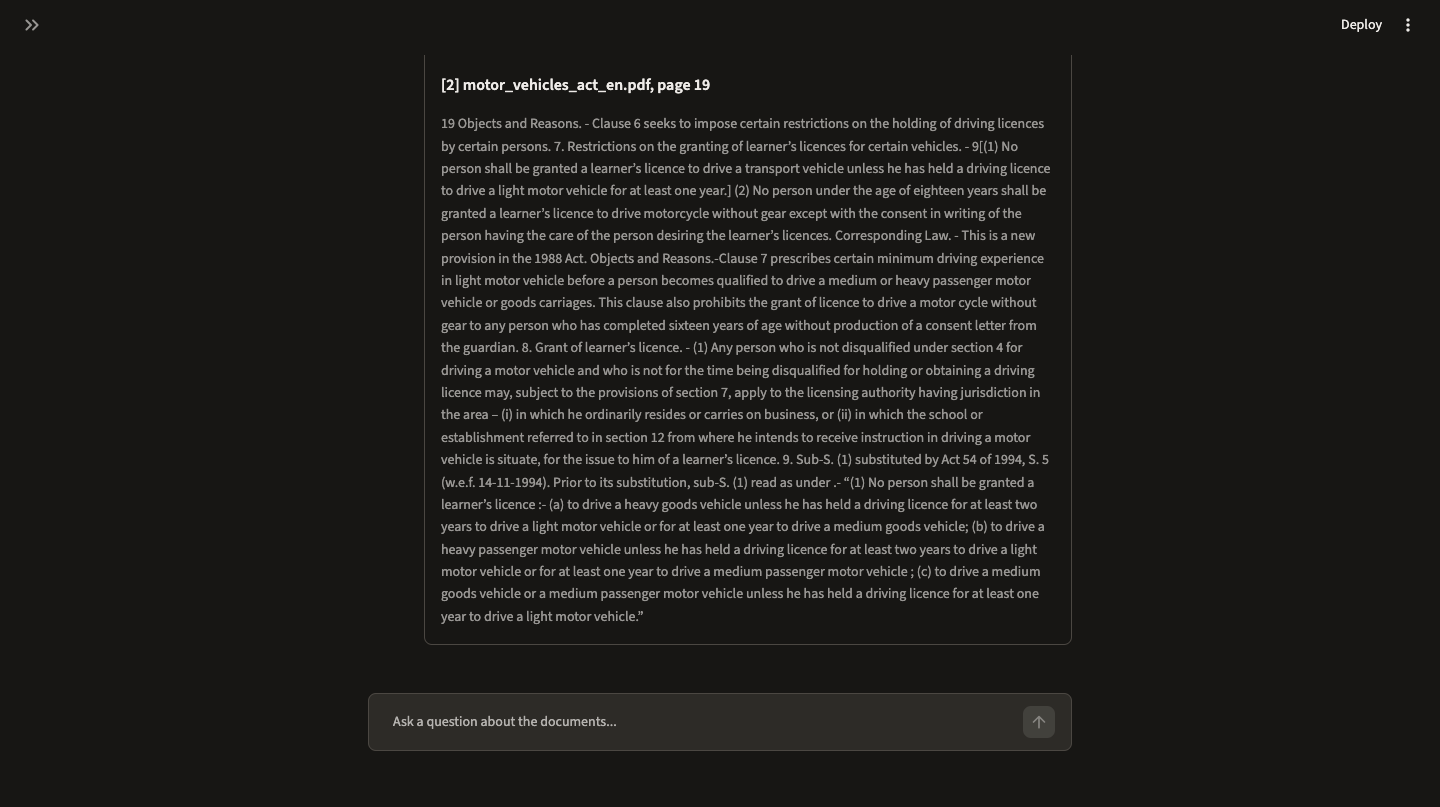 Deploy
[2] motor_vehicles_act_en.pdf, page 19
19 Objects and Reasons. - Clause 6 seeks to impose certain restrictions on the holding of driving licences
by certain persons. 7. Restrictions on the granting of learner’s licences for certain vehicles. - 9[(1) No
person shall be granted a learner’s licence to drive a transport vehicle unless he has held a driving licence
to drive a light motor vehicle for at least one year.] (2) No person under the age of eighteen years shall be
granted a learner’s licence to drive motorcycle without gear except with the consent in writing of the
person having the care of the person desiring the learner’s licences. Corresponding Law. - This is a new
provision in the 1988 Act. Objects and Reasons.-Clause 7 prescribes certain minimum driving experience
in light motor vehicle before a person becomes qualified to drive a medium or heavy passenger motor
vehicle or goods carriages. This clause also prohibits the grant of licence to drive a motor cycle without
gear to any person who has completed sixteen years of age without production of a consent letter from
the guardian. 8. Grant of learner’s licence. - (1) Any person who is not disqualified under section 4 for
driving a motor vehicle and who is not for the time being disqualified for holding or obtaining a driving
licence may, subject to the provisions of section 7, apply to the licensing authority having jurisdiction in
the area – (i) in which he ordinarily resides or carries on business, or (ii) in which the school or
establishment referred to in section 12 from where he intends to receive instruction in driving a motor
vehicle is situate, for the issue to him of a learner’s licence. 9. Sub-S. (1) substituted by Act 54 of 1994, S. 5
(w.e.f. 14-11-1994). Prior to its substitution, sub-S. (1) read as under .- “(1) No person shall be granted a
learner’s licence :- (a) to drive a heavy goods vehicle unless he has held a driving licence for at least two
years to drive a light motor vehicle or for at least one year to drive a medium goods vehicle; (b) to drive a
heavy passenger motor vehicle unless he has held a driving licence for at least two years to drive a light
motor vehicle or for at least one year to drive a medium passenger motor vehicle ; (c) to drive a medium
goods vehicle or a medium passenger motor vehicle unless he has held a driving licence for at least one
year to drive a light motor vehicle.”
Ask a question about the documents...